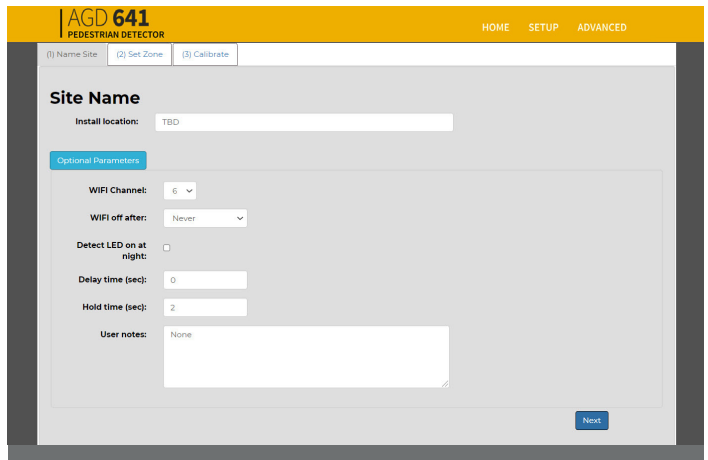 AGD 641
PEDESTRIAN DETECTOR
HOME SETUP ADVANCED
(1) Name Site (2) Set Zone (3) Calibrate
Site Name
Install location: TBD
Optional Parameters
WIFI Channel: 6
WIFI off after: Never
Detect LED on at
night:
Delay time (sec): 0
Hold time (sec): 2
User notes: None
Next